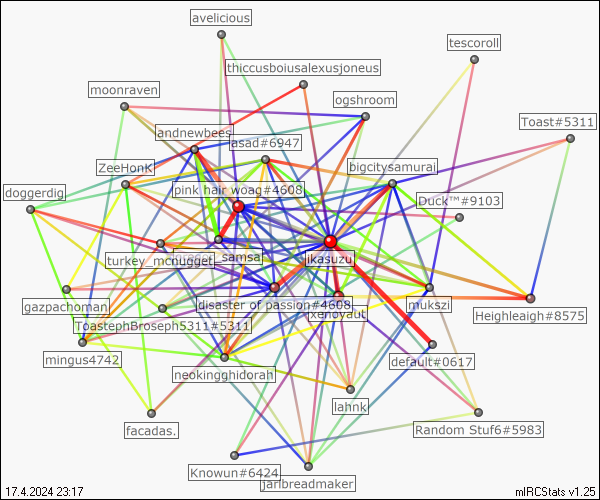 avelicious
tescoroll
thiccusboiusalexusjoneus
moonraven
ogshroom
Toast#5311
landnewbees
asad#6947
ZeeHonK
bigcitysamurai
doggerdig
pink hair woag#4608
Duck™#9103
turkey_mcnugget
samsa
ikasuzu
gazpachoman
disaster of passion#4608
xenoyaut
mukszi
Heighleaigh#8575
ToastephBroseph5311#5311
mingus4742
default#0617
neokingghidorah
lahnk
facadas.
Random Stuf6#5983
Knowun#6424
jarlbreadmaker
17.4.2024 23:17
mIRCStats v1.25